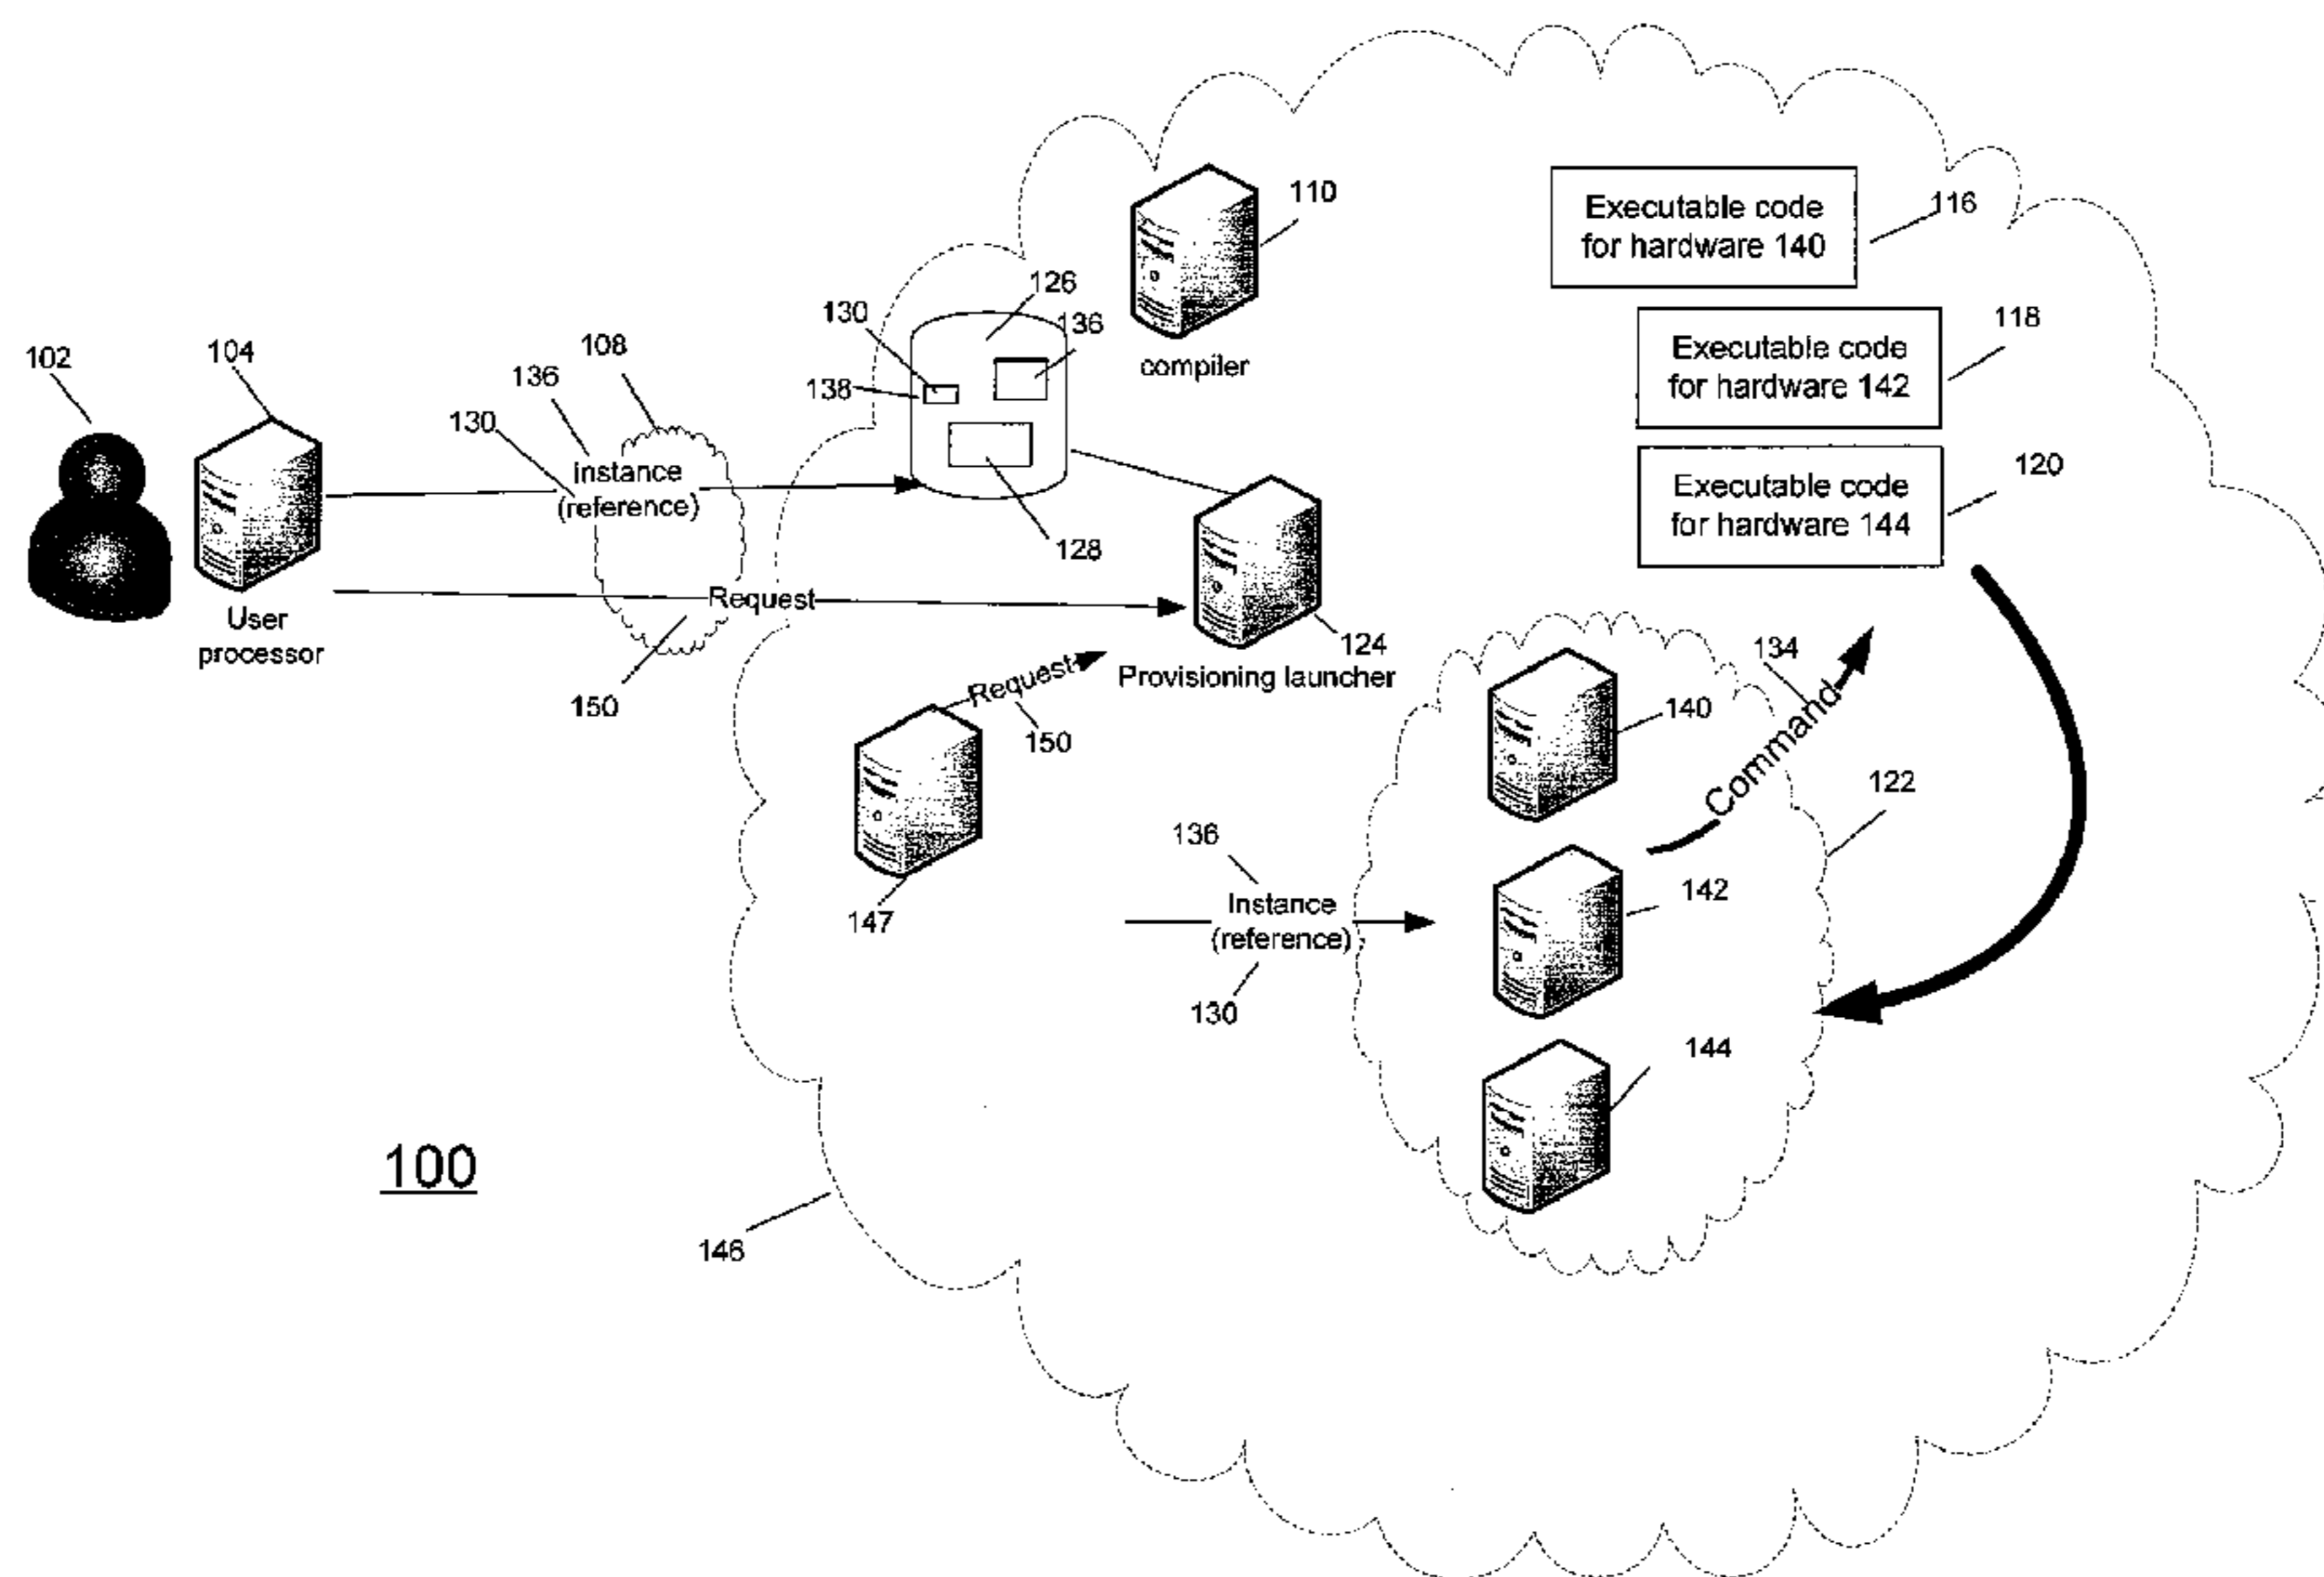 102
104
User
processor
130
136
108
Instance
(reference)
Request
150
130
138
126
136
128
110
compiler
124
Provisioning launcher
Request
150
147
136
Instance
(reference)
130
Executable code
for hardware 140
116
Executable code
for hardware 142
118
Executable code
for hardware 144
120
134
Command
140
122
142
144
146
100